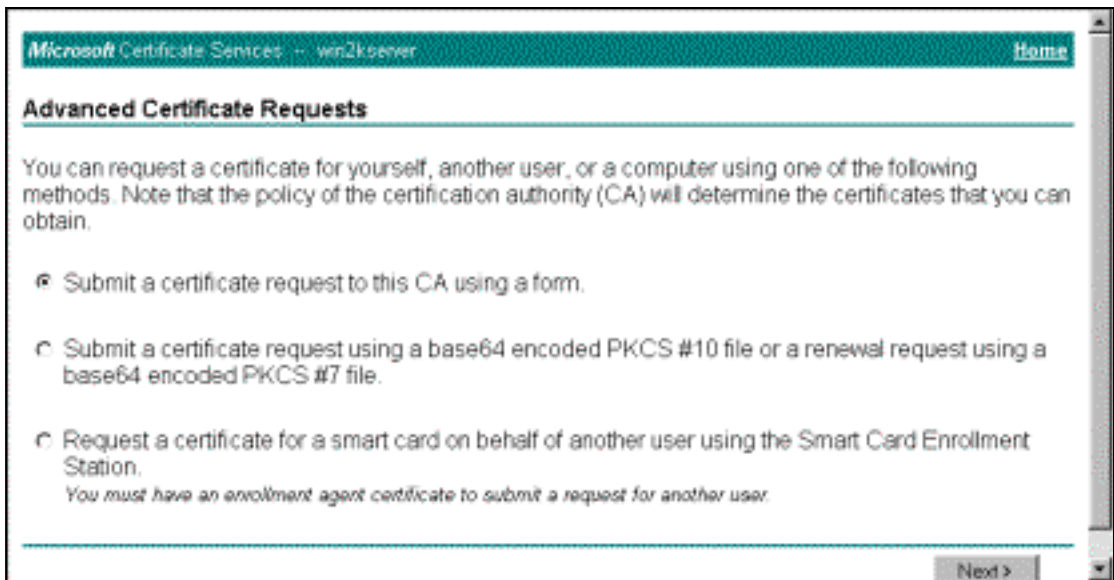 Microsoft Certificate Services -- win2kserver Home
Advanced Certificate Requests
You can request a certificate for yourself, another user, or a computer using one of the following
methods. Note that the policy of the certification authority (CA) will determine the certificates that you can
obtain.
Submit a certificate request to this CA using a form.
Submit a certificate request using a base64 encoded PKCS #10 file or a renewal request using a
base64 encoded PKCS #7 file.
Request a certificate for a smart card on behalf of another user using the Smart Card Enrollment
Station.
You must have an enrollment agent certificate to submit a request for another user.
Next >